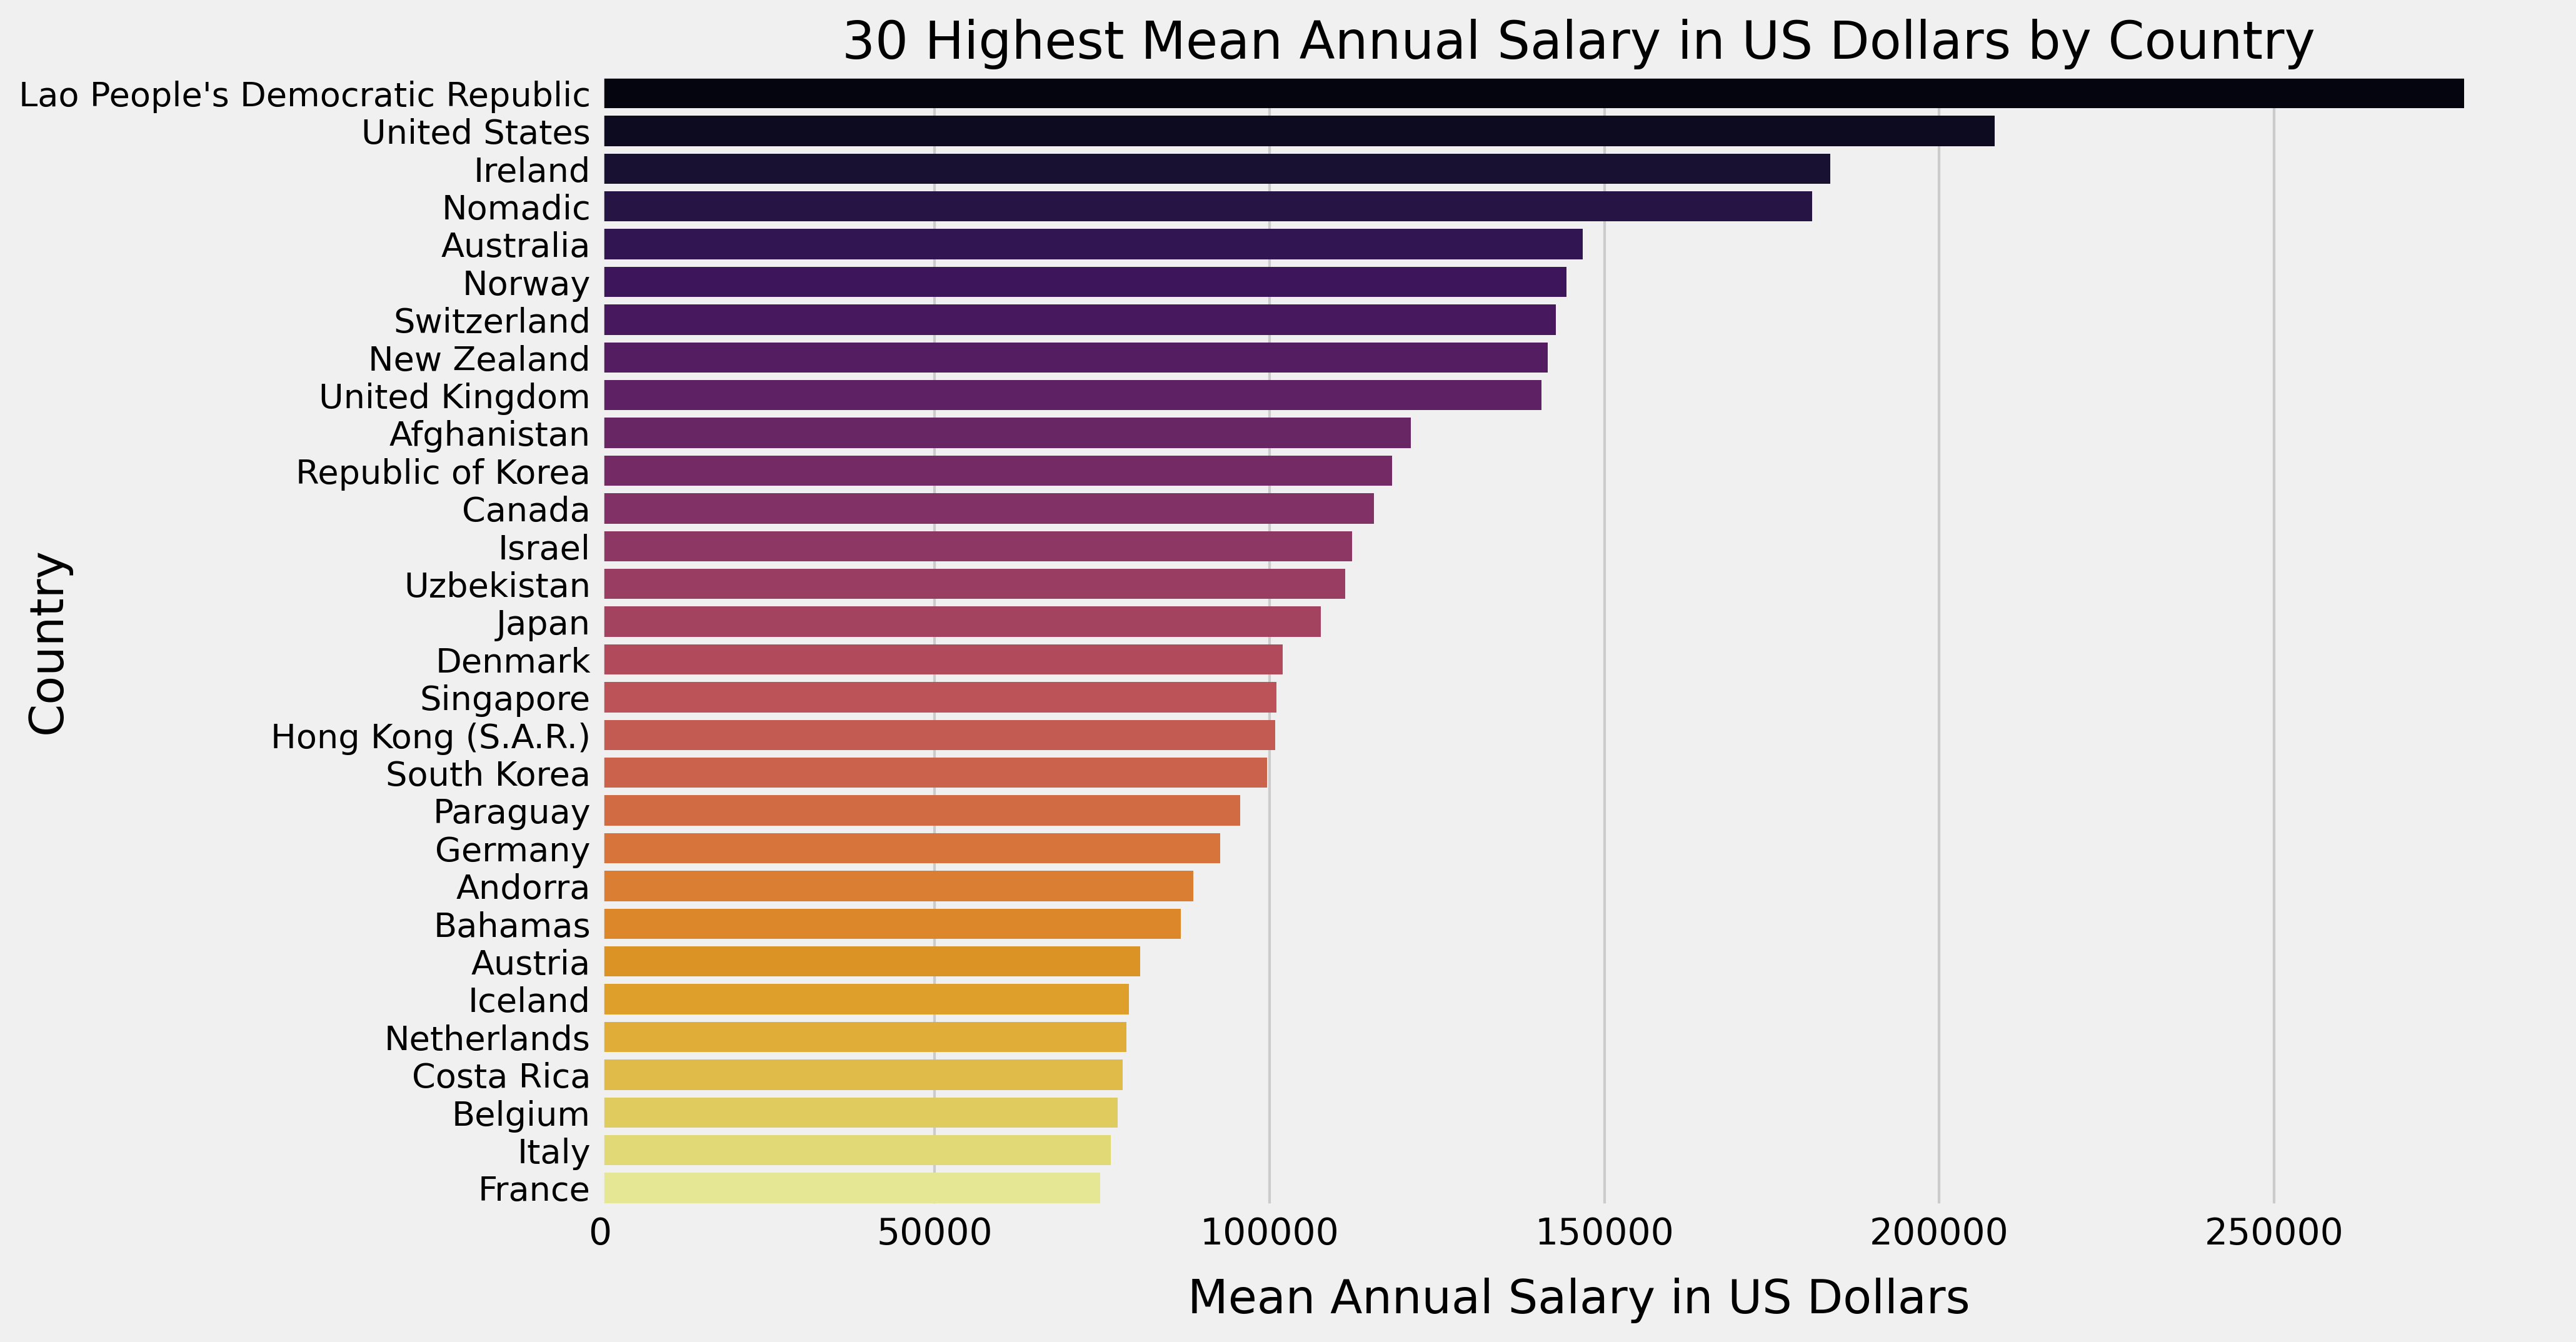 30 Highest Mean Annual Salary in US Dollars by Country
Country
Lao People's Democratic Republic
United States
Ireland
Nomadic
Australia
Norway
Switzerland
New Zealand
United Kingdom
Afghanistan
Republic of Korea
Canada
Israel
Uzbekistan
Japan
Denmark
Singapore
Hong Kong (S.A.R.)
South Korea
Paraguay
Germany
Andorra
Bahamas
Austria
Iceland
Netherlands
Costa Rica
Belgium
Italy
France
0 50000 100000 150000 200000 250000
Mean Annual Salary in US Dollars